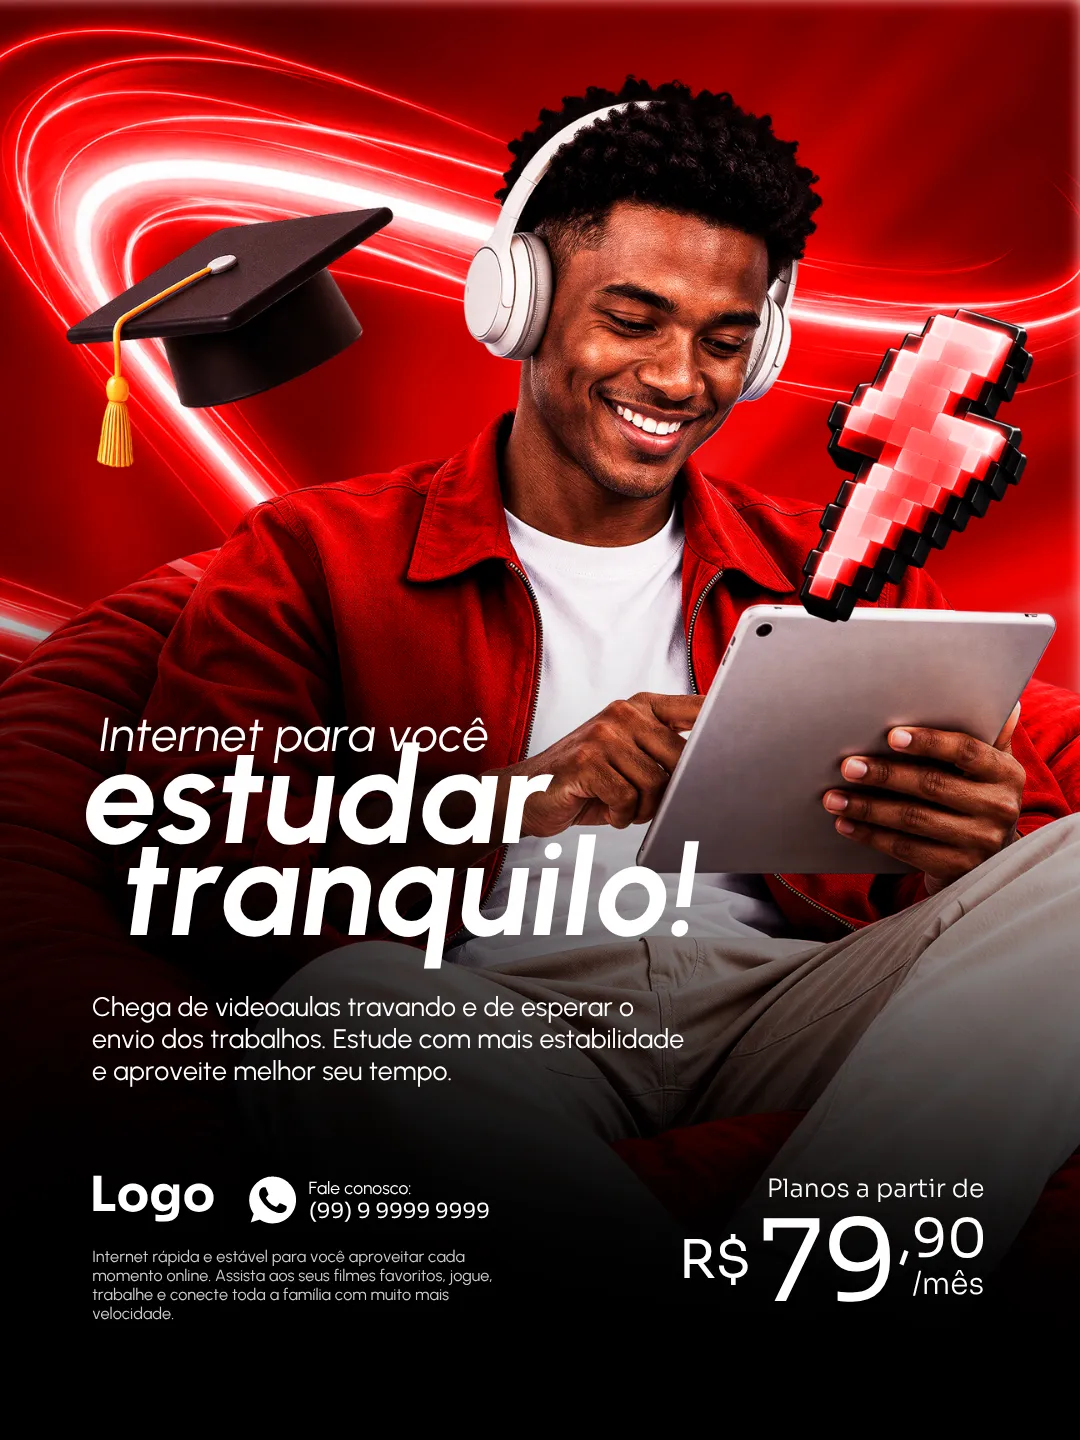 Internet para você
estudar
tranquilo!
Chega de videoaulas travando e de esperar o
envio dos trabalhos. Estude com mais estabilidade
e aproveite melhor seu tempo.
Logo
Fale conosco:
(99) 9 9999 9999
Internet rápida e estável para você aproveitar cada
momento online. Assista aos seus filmes favoritos, jogue,
trabalhe e conecte toda a família com muito mais
velocidade.
Planos a partir de
R$79,90
/mês